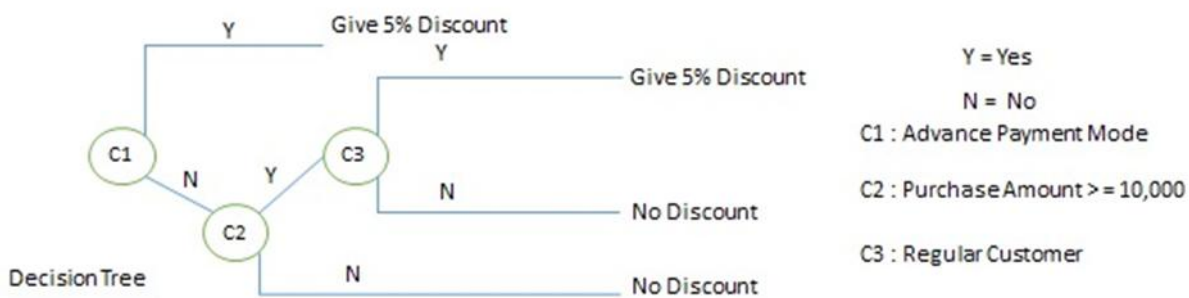 Y
Give 5% Discount
Y
Give 5% Discount
C1
N
Y
C3
N
No Discount
C2
N
No Discount
Decision Tree
Y = Yes
N = No
C1 : Advance Payment Mode
C2 : Purchase Amount >= 10,000
C3 : Regular Customer